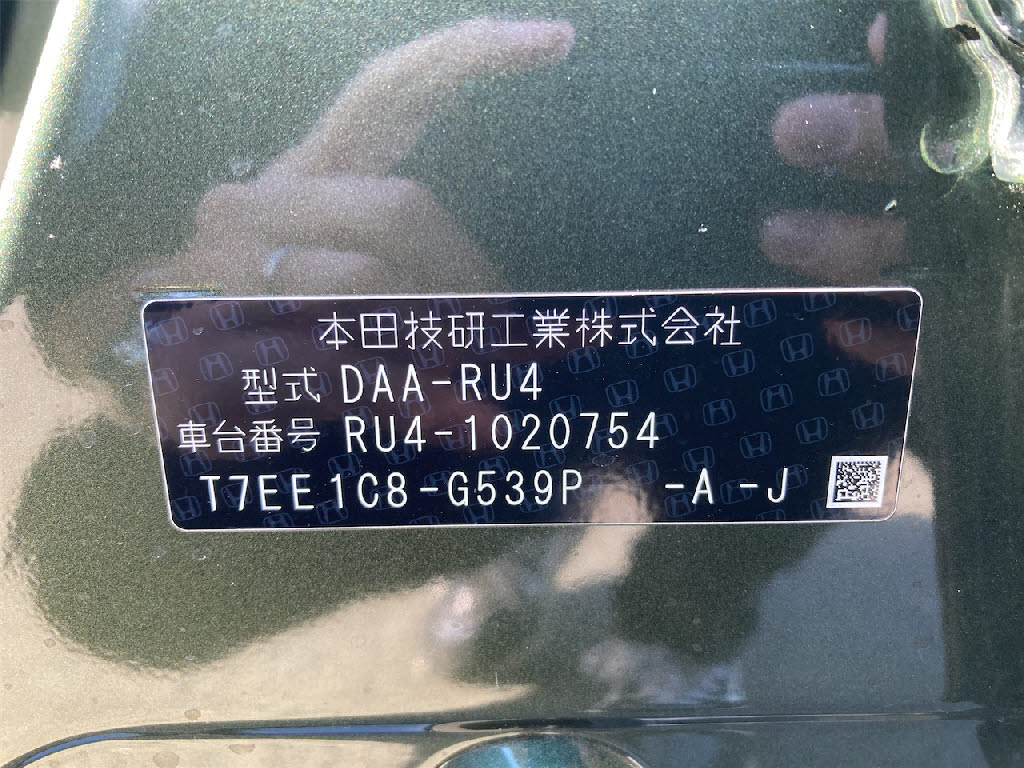 本田技研工業株式会社
型式 DAA-RU4
車台番号 RU4-1020754
T7EE1C8-G539P -A-J